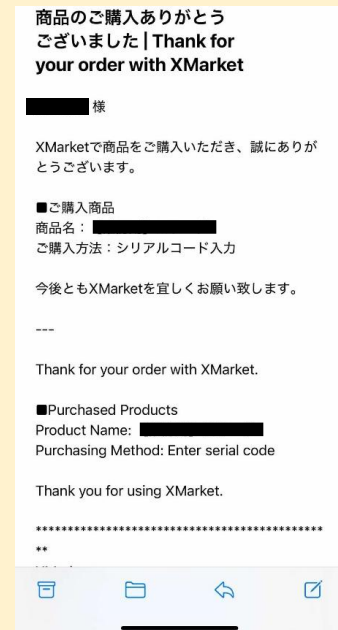 商品のご購入ありがとう
ございました | Thank for
your order with XMarket
様
XMarketで商品をご購入いただき、誠にありが
とうございます。
■ご購入商品
商品名：
ご購入方法：シリアルコード入力
今後ともXMarketを宜しくお願い致します。
---
Thank for your order with XMarket.
■Purchased Products
Product Name:
Purchasing Method: Enter serial code
Thank you for using XMarket.
*********************************************
**